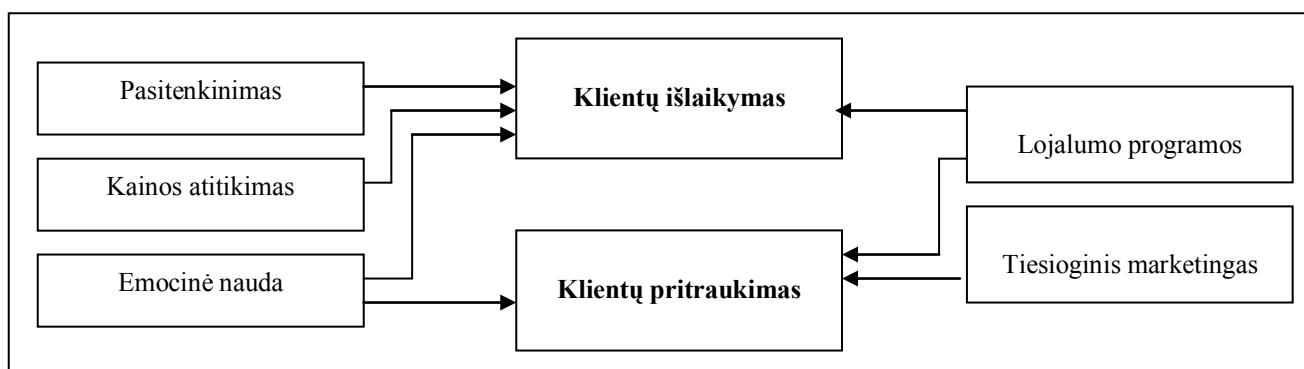 Pasitenkinimas
Kainos atitikimas
Emocinė nauda
Klientų išlaikymas
Klientų pritraukimas
Lojalumo programos
Tiesioginis marketingas